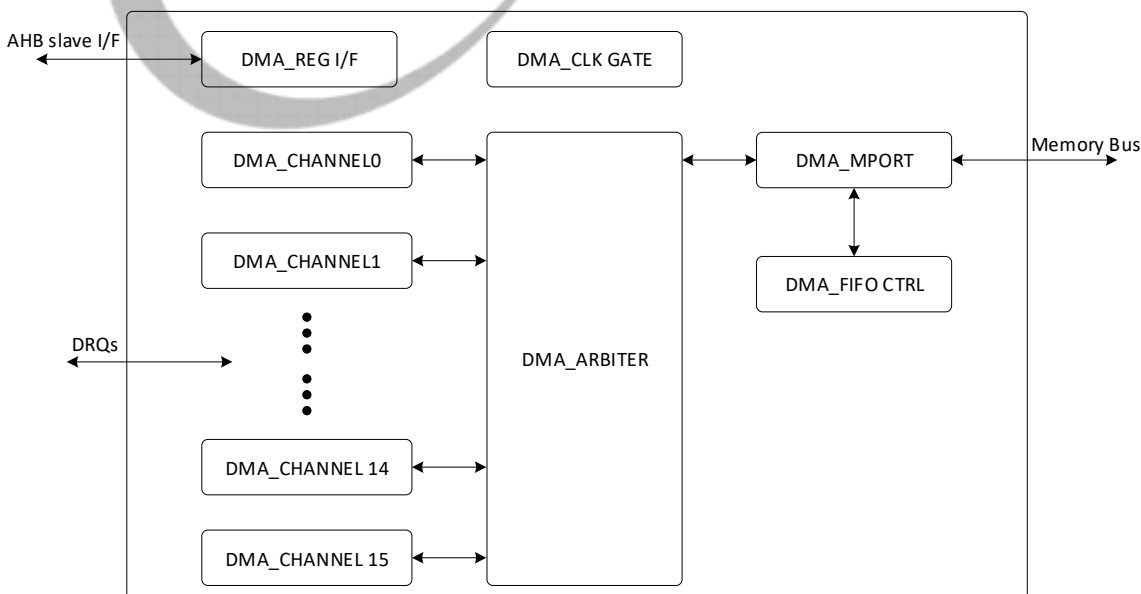 AHB slave I/F
DMA_REG I/F
DMA_CLK GATE
DMA_CHANNEL0
DMA_MPORT
Memory Bus
DMA_CHANNEL1
DMA_FIFO CTRL
DRQs
DMA_ARBITER
DMA_CHANNEL 14
DMA_CHANNEL 15